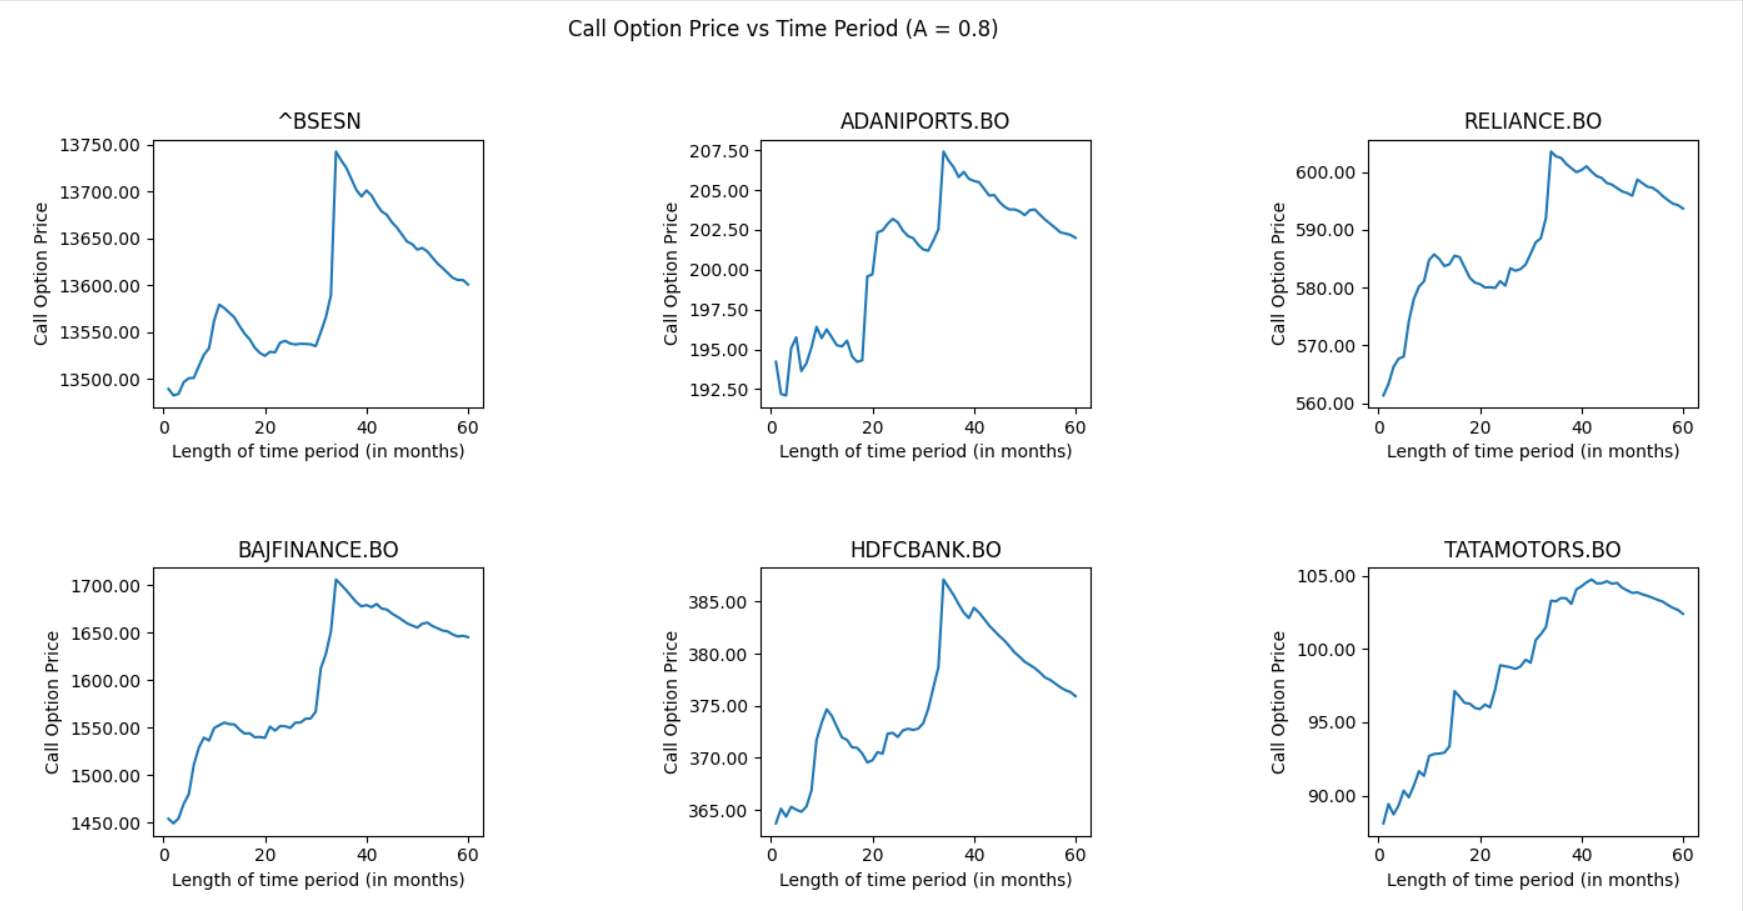 Call Option Price vs Time Period (A = 0.8)
^BSESN
13750.00
13700.00
13650.00
13600.00
13550.00
13500.00
Call Option Price
0 20 40 60
Length of time period (in months)
ADANIPORTS.BO
207.50
205.00
202.50
200.00
197.50
195.00
192.50
Call Option Price
0 20 40 60
Length of time period (in months)
RELIANCE.BO
600.00
590.00
580.00
570.00
560.00
Call Option Price
0 20 40 60
Length of time period (in months)
BAJFINANCE.BO
1700.00
1650.00
1600.00
1550.00
1500.00
1450.00
Call Option Price
0 20 40 60
Length of time period (in months)
HDFCBANK.BO
385.00
380.00
375.00
370.00
365.00
Call Option Price
0 20 40 60
Length of time period (in months)
TATAMOTORS.BO
105.00
100.00
95.00
90.00
Call Option Price
0 20 40 60
Length of time period (in months)